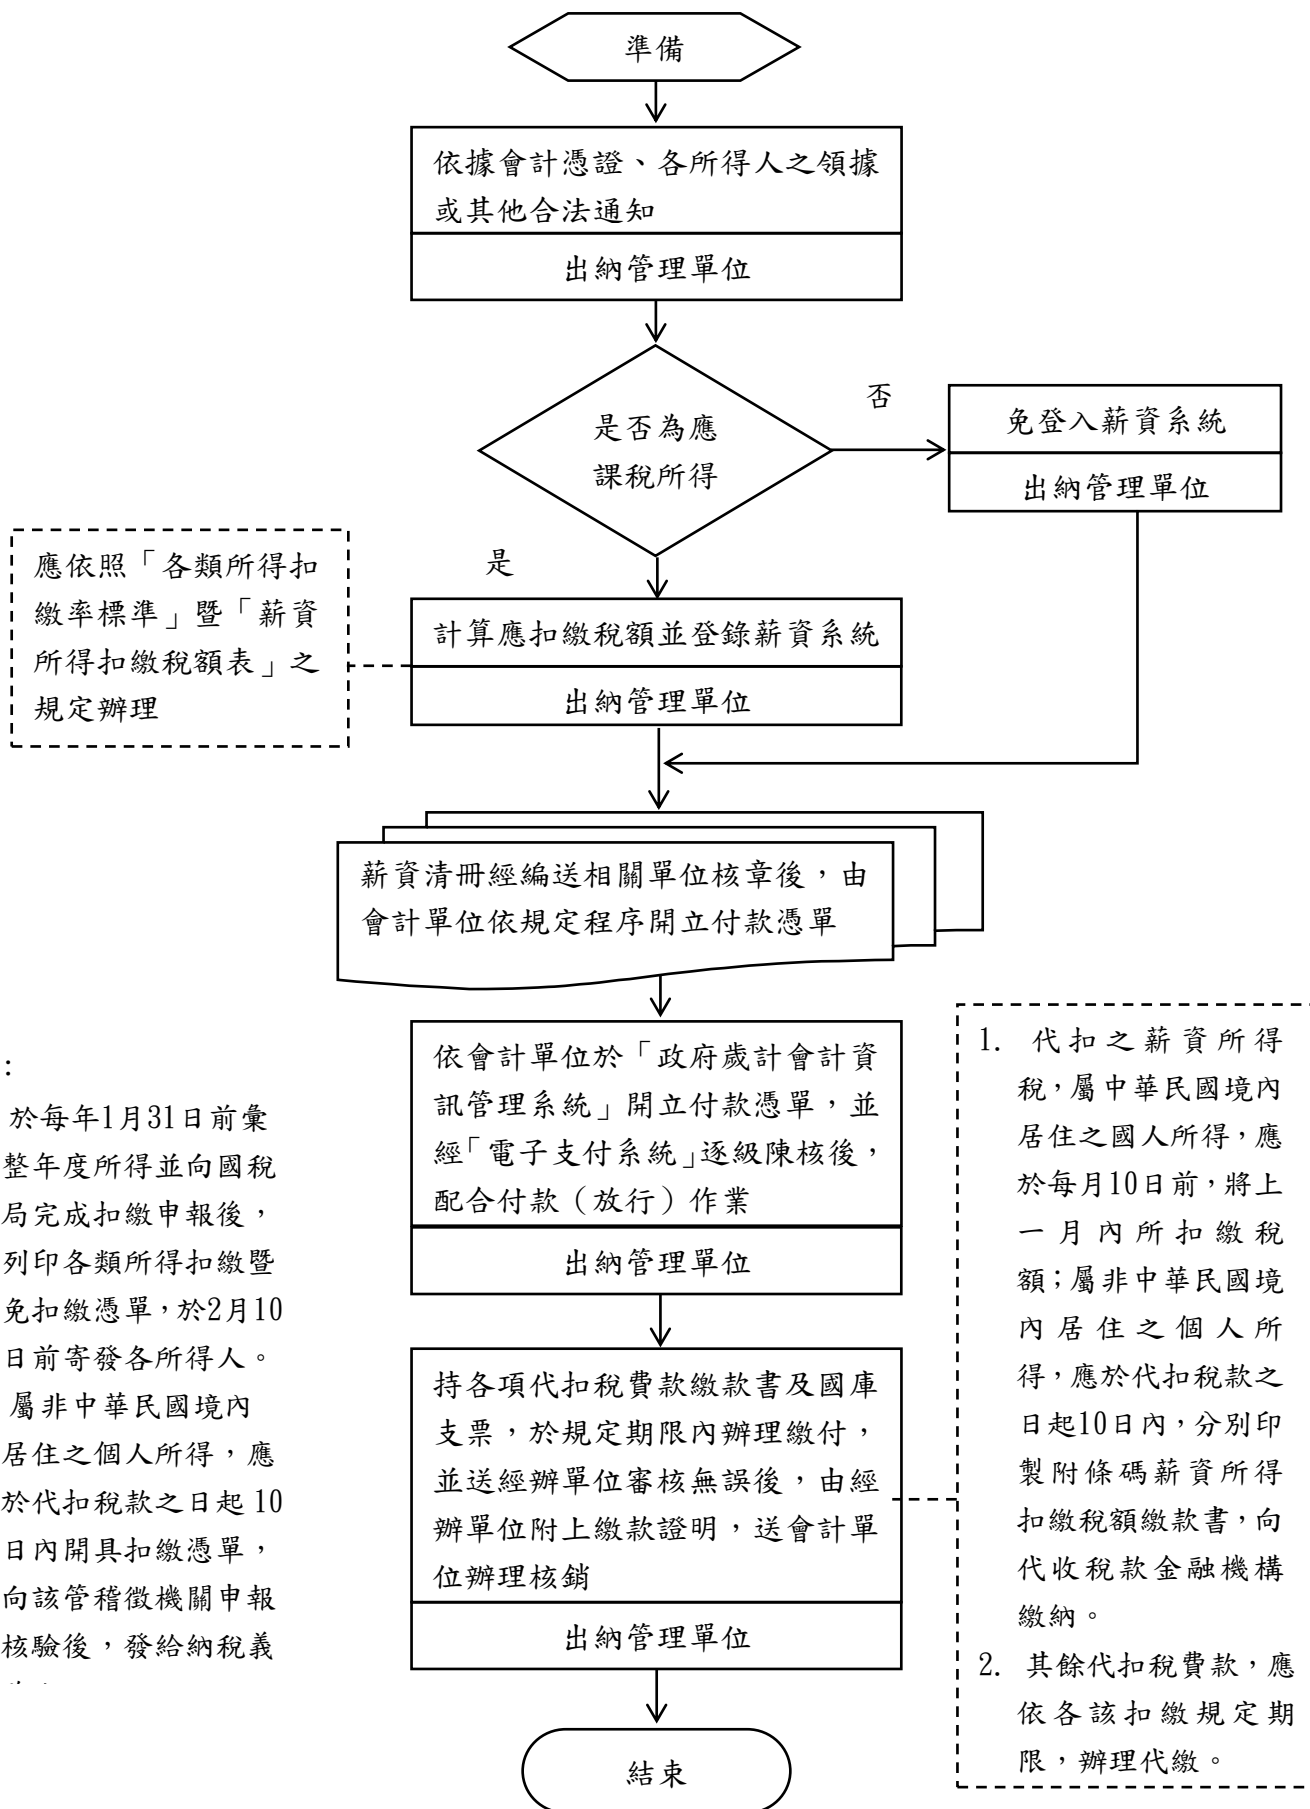 準備
依據會計憑證、各所得人之領據
或其他合法通知
出納管理單位
是否為應
課稅所得
否
免登入薪資系統
出納管理單位
是
應依照「各類所得扣
繳率標準」暨「薪資
所得扣繳稅額表」之
規定辦理
計算應扣繳稅額並登錄薪資系統
出納管理單位
薪資清冊經編送相關單位核章後，由
會計單位依規定程序開立付款憑單
依會計單位於「政府歲計會計資
訊管理系統」開立付款憑單，並
經「電子支付系統」逐級陳核後，
配合付款（放行）作業
出納管理單位
：
於每年1月31日前彙
整年度所得並向國稅
局完成扣繳申報後，
列印各類所得扣繳暨
免扣繳憑單，於2月10
日前寄發各所得人。
屬非中華民國境內
居住之個人所得，應
於代扣稅款之日起10
日內開具扣繳憑單，
向該管稽徵機關申報
核驗後，發給納稅義
持各項代扣稅費款繳款書及國庫
支票，於規定期限內辦理繳付，
並送經辦單位審核無誤後，由經
辦單位附上繳款證明，送會計單
位辦理核銷
出納管理單位
1. 代扣之薪資所得
稅，屬中華民國境內
居住之國人所得，應
於每月10日前，將上
一月內所扣繳稅
額；屬非中華民國境
內居住之個人所
得，應於代扣稅款之
日起10日內，分別印
製附條碼薪資所得
扣繳稅額繳款書，向
代收稅款金融機構
繳納。
2. 其餘代扣稅費款，應
依各該扣繳規定期
限，辦理代繳。
結束